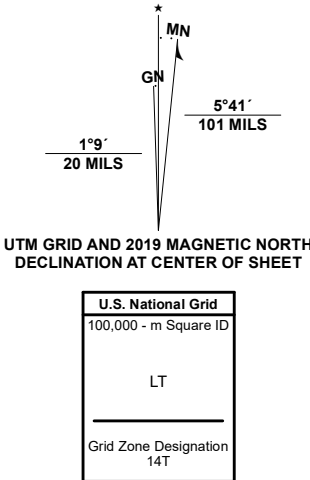 ★
MN
GN
5°41´
101 MILS
1°9´
20 MILS
UTM GRID AND 2019 MAGNETIC NORTH
DECLINATION AT CENTER OF SHEET
U.S. National Grid
100,000 - m Square ID
LT
Grid Zone Designation
14T